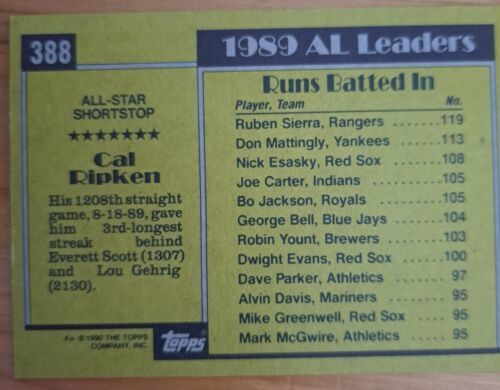 388
ALL-STAR
SHORTSTOP
★★★★★★★
Cal
Ripken
His 1208th straight
game, 8-18-89, gave
him 3rd-longest
streak behind
Everett Scott (1307)
and Lou Gehrig
(2130).
© 1990 THE TOPPS
COMPANY, INC.
Topps
1989 AL Leaders
Runs Batted In
Player, Team No.
Ruben Sierra, Rangers .......119
Don Mattingly, Yankees ......113
Nick Esasky, Red Sox ........108
Joe Carter, Indians ..........105
Bo Jackson, Royals ..........105
George Bell, Blue Jays .......104
Robin Yount, Brewers ........103
Dwight Evans, Red Sox ......100
Dave Parker, Athletics ....... 97
Alvin Davis, Mariners ........ 95
Mike Greenwell, Red Sox .... 95
Mark McGwire, Athletics ..... 95